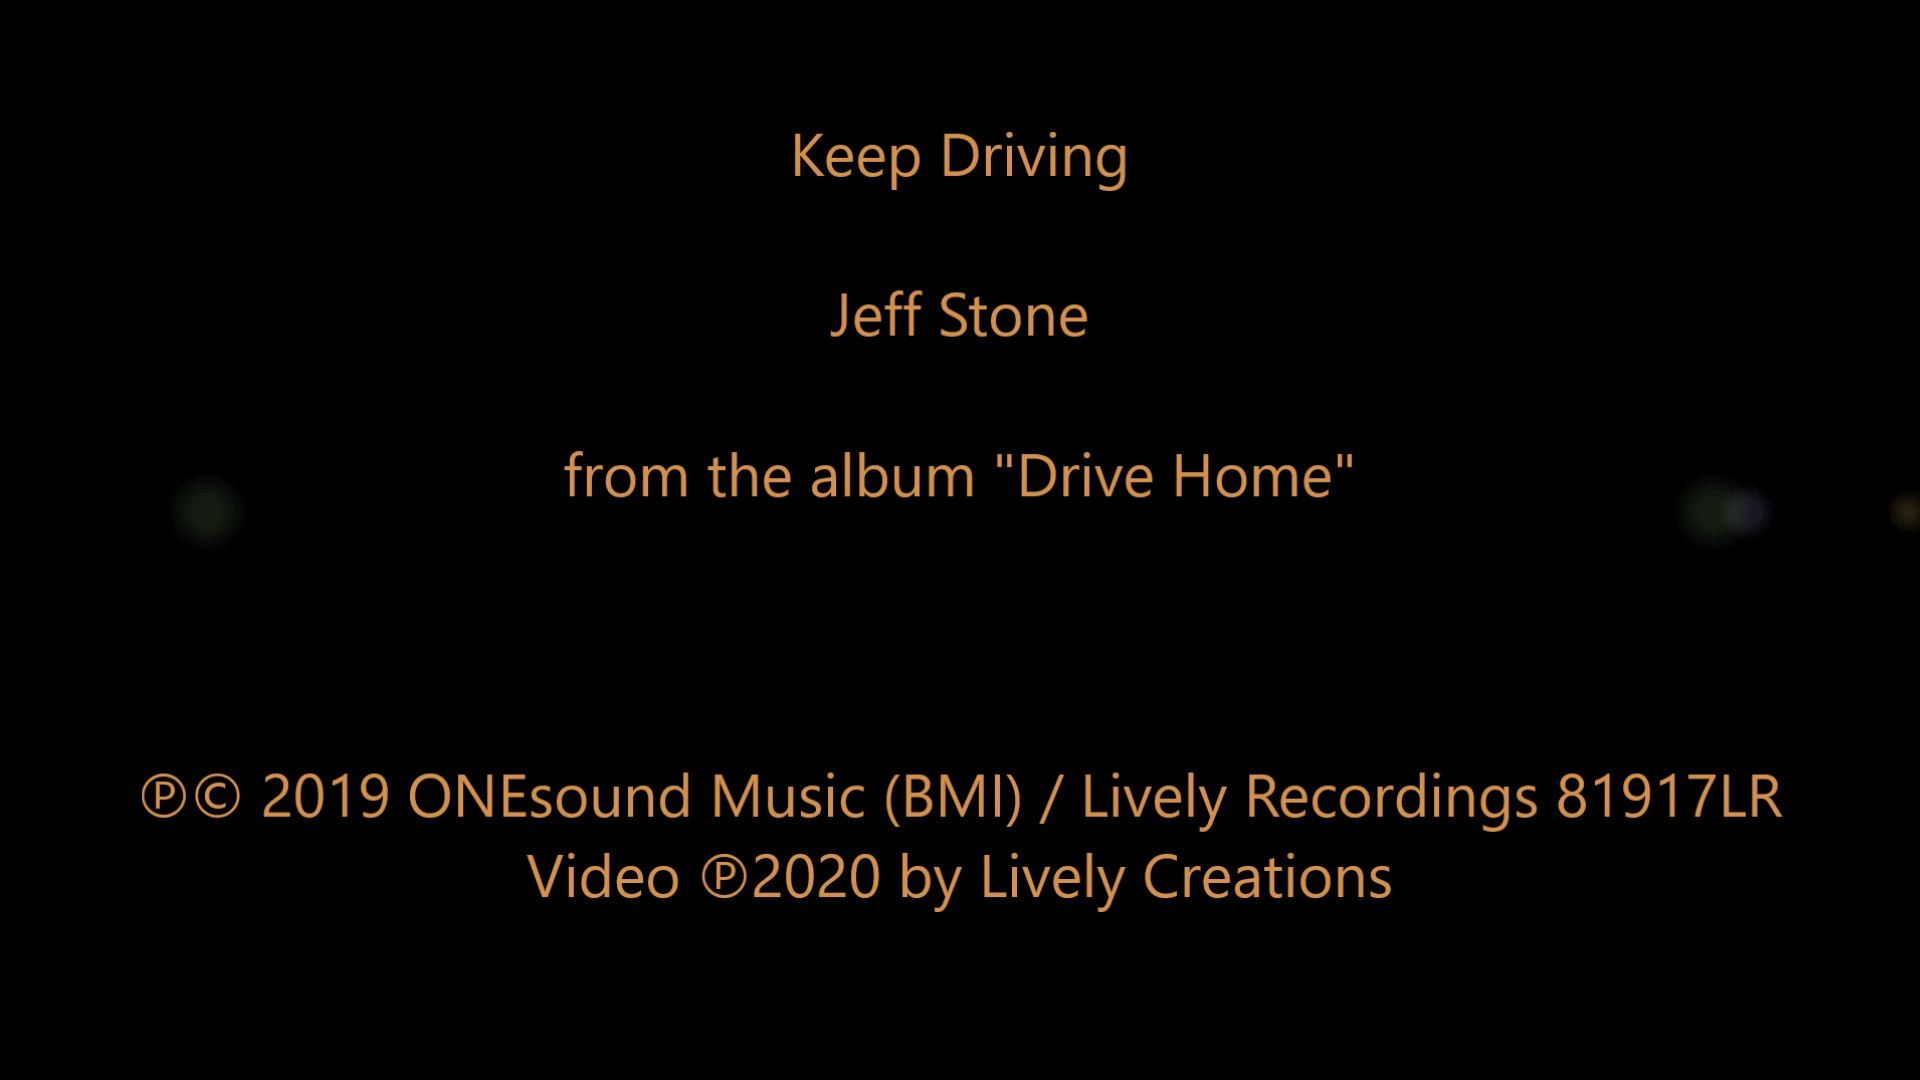 Keep Driving
Jeff Stone
from the album "Drive Home"
℗© 2019 ONEsound Music (BMI) / Lively Recordings 81917LR
Video ℗2020 by Lively Creations